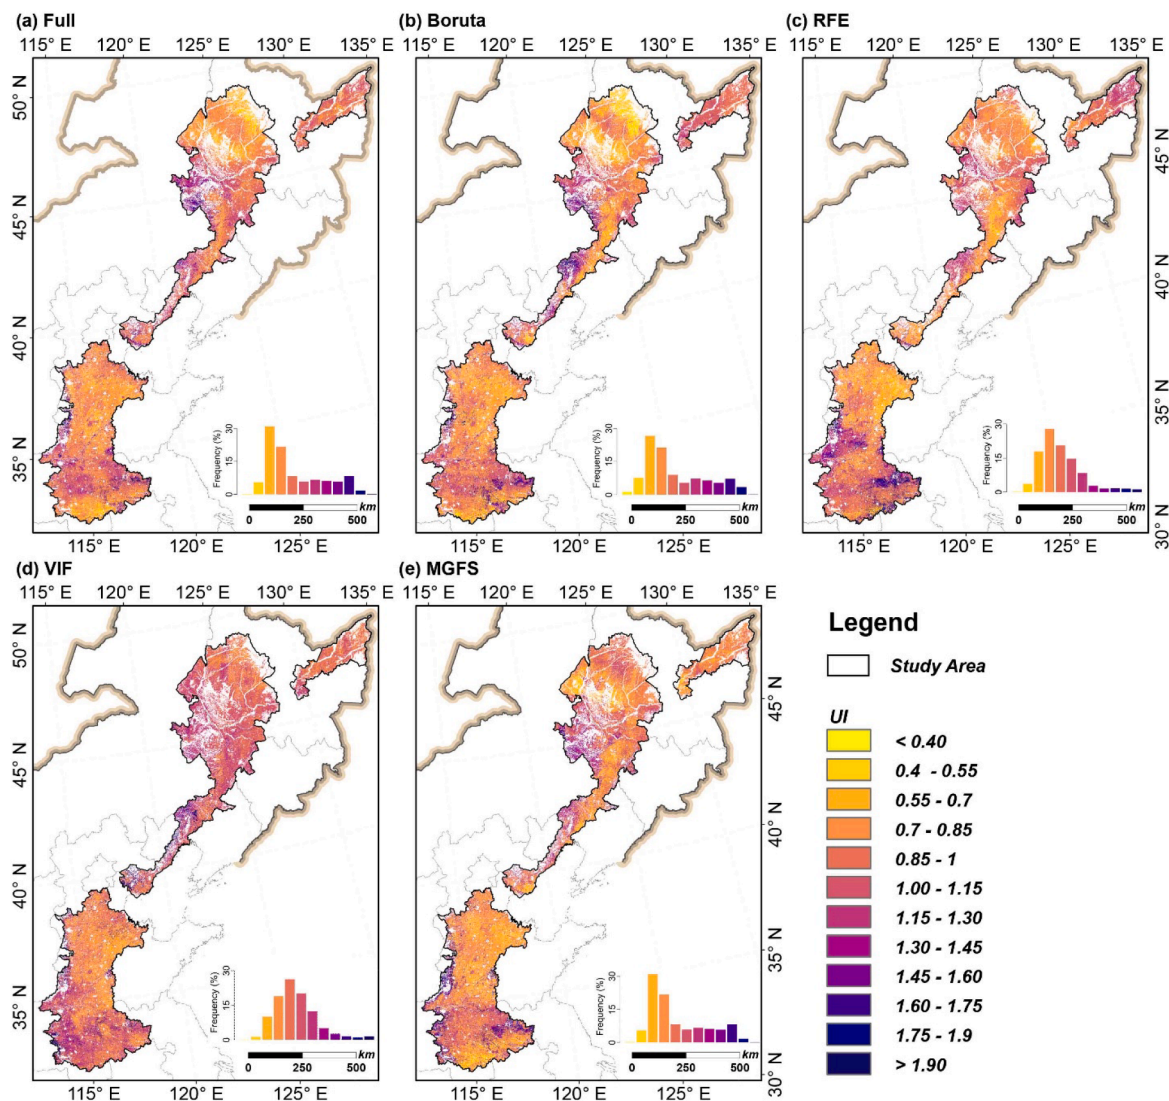 (a) Full (b) Boruta (c) RFE
115° E 120° E 125° E 130° E 135° E 115° E 120° E 125° E 130° E 135° E 115° E 120° E 125° E 130° E 135° E
50° N
45° N
40° N
35° N
45° N
40° N
35° N
30° N
Frequency (%)
30
15
0
km
0 250 500
Frequency (%)
30
15
0
km
0 250 500
Frequency (%)
30
15
0
km
0 250 500
115° E 120° E 125° E 115° E 120° E 125° E 115° E 120° E 125° E
(d) VIF (e) MGFS
115° E 120° E 125° E 130° E 135° E 115° E 120° E 125° E 130° E 135° E
50° N
45° N
40° N
35° N
45° N
40° N
35° N
30° N
Frequency (%)
30
15
0
km
0 250 500
Frequency (%)
30
15
0
km
0 250 500
115° E 120° E 125° E 115° E 120° E 125° E
Legend
Study Area
UI
< 0.40
0.4 - 0.55
0.55 - 0.7
0.7 - 0.85
0.85 - 1
1.00 - 1.15
1.15 - 1.30
1.30 - 1.45
1.45 - 1.60
1.60 - 1.75
1.75 - 1.9
> 1.90